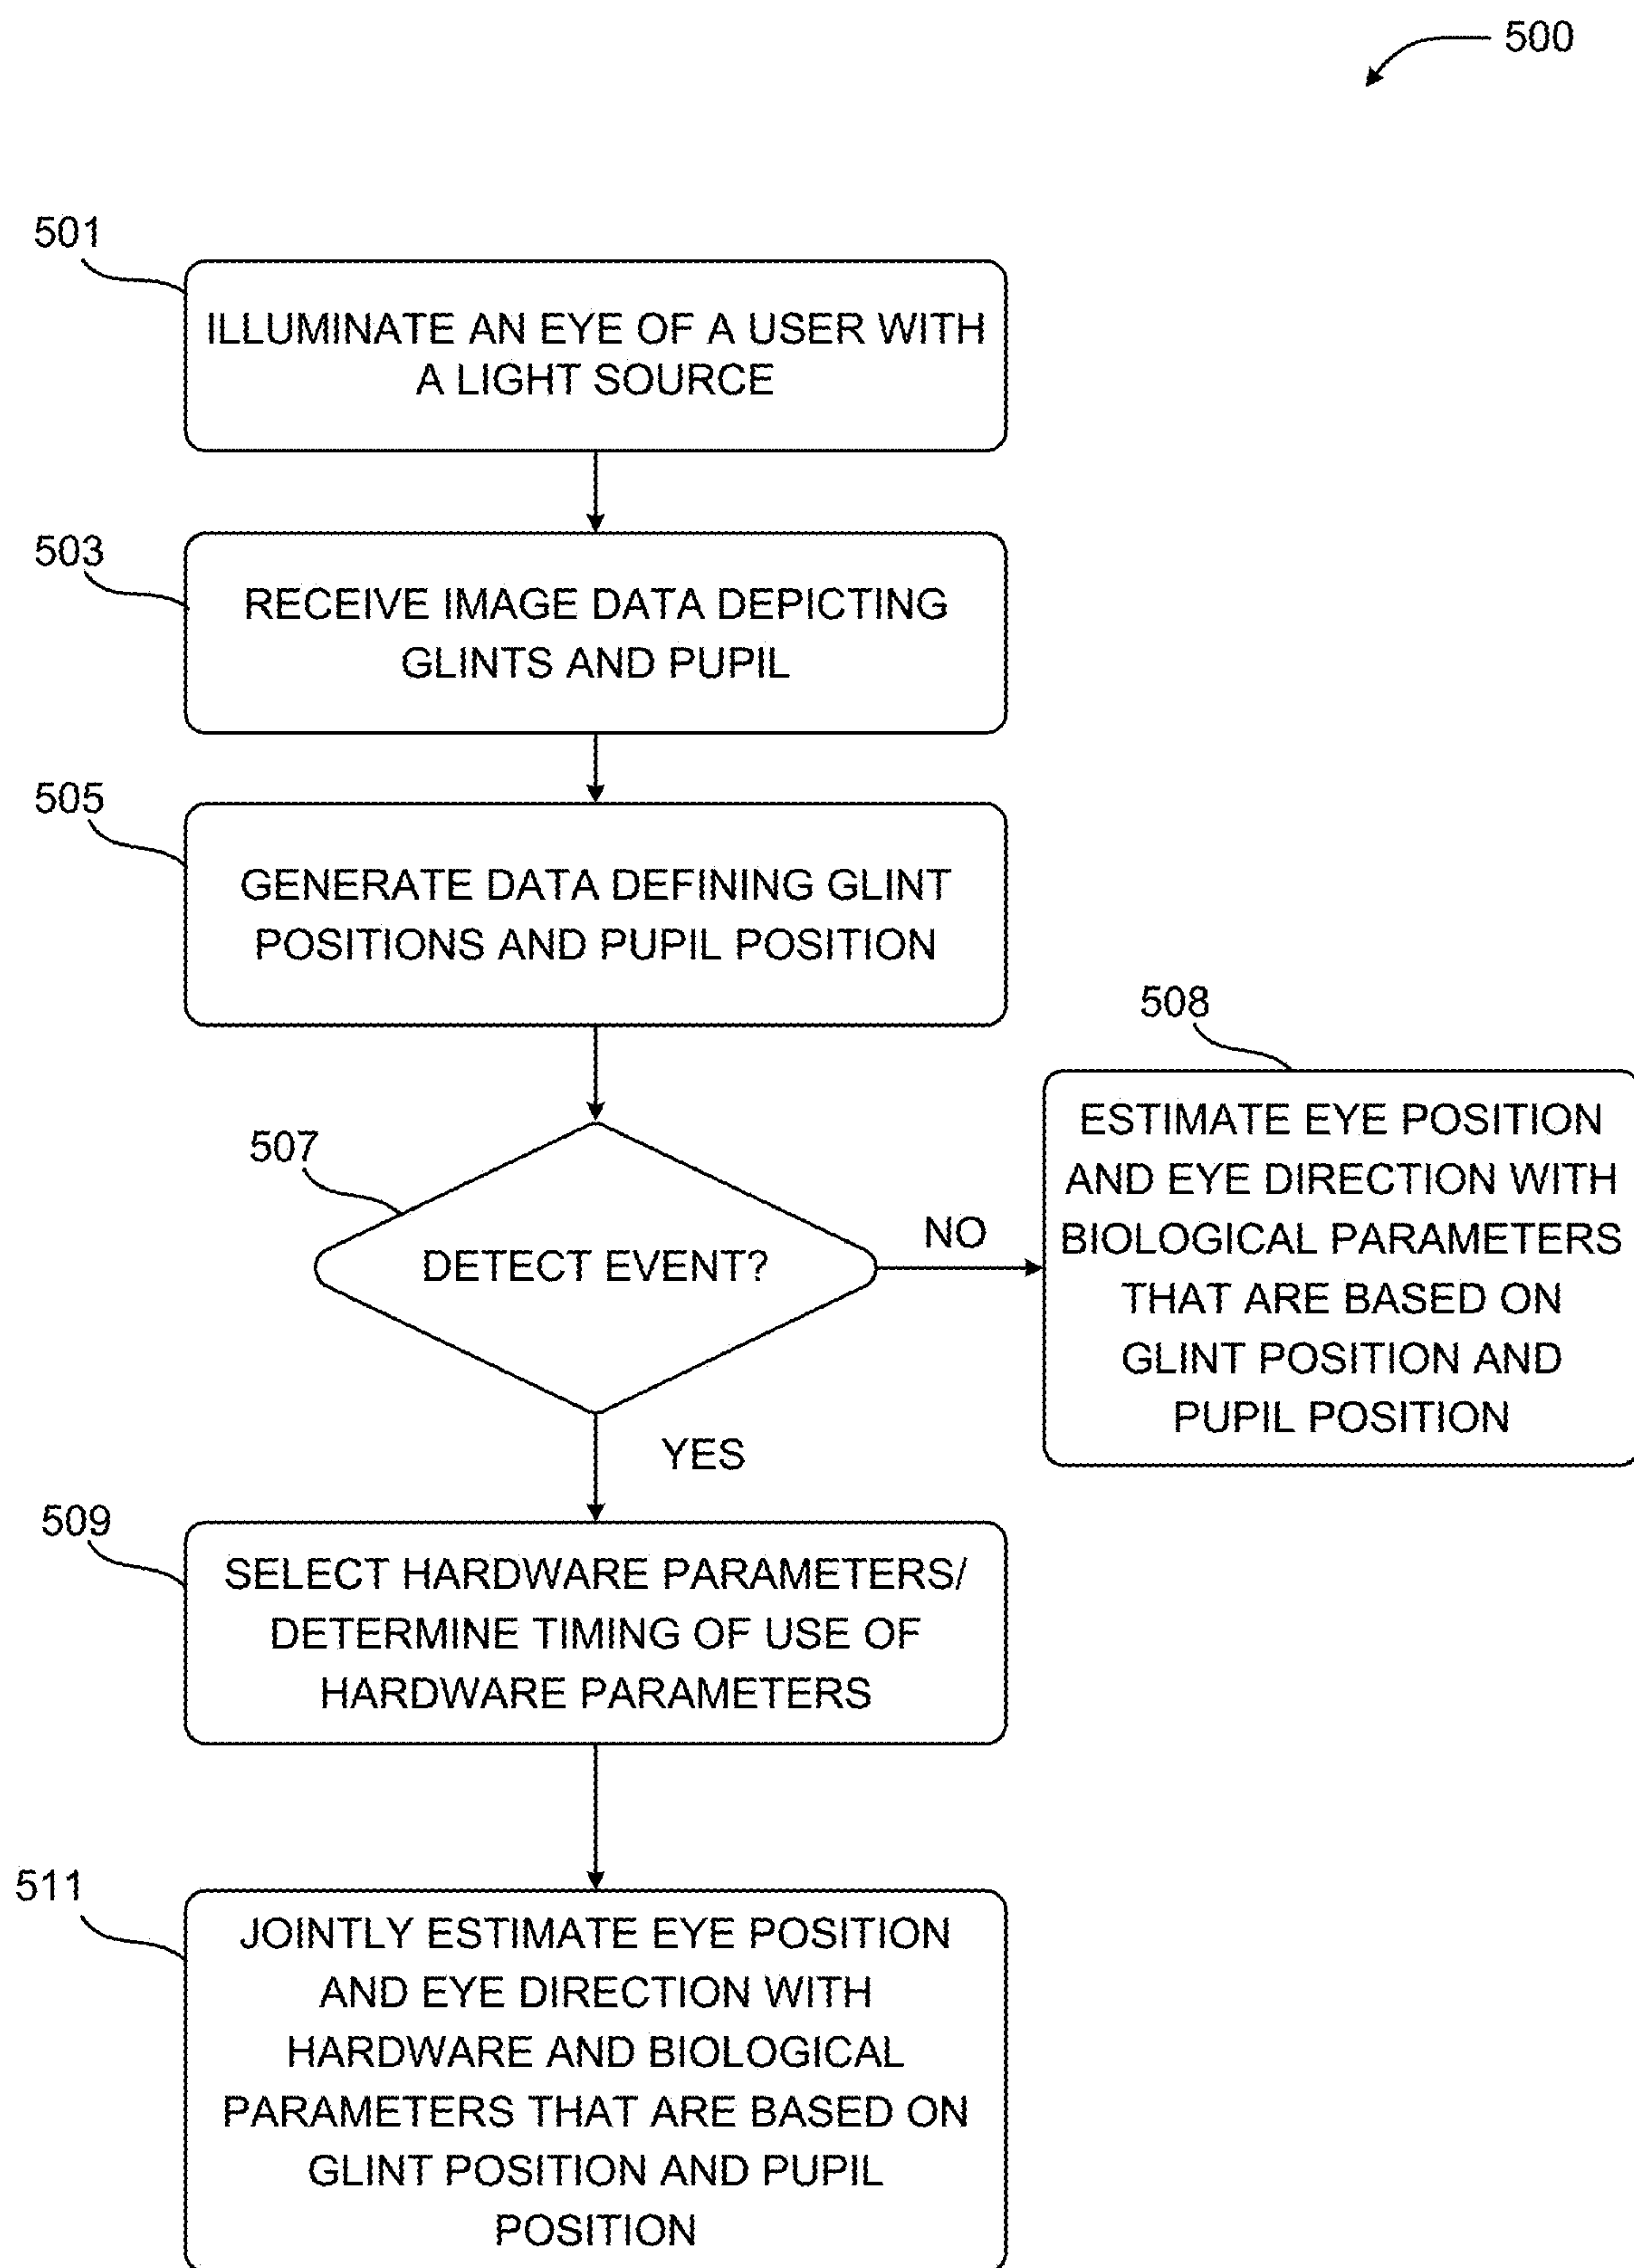 500
501
ILLUMINATE AN EYE OF A USER WITH
A LIGHT SOURCE
503
RECEIVE IMAGE DATA DEPICTING
GLINTS AND PUPIL
505
GENERATE DATA DEFINING GLINT
POSITIONS AND PUPIL POSITION
507
DETECT EVENT?
NO
508
ESTIMATE EYE POSITION
AND EYE DIRECTION WITH
BIOLOGICAL PARAMETERS
THAT ARE BASED ON
GLINT POSITION AND
PUPIL POSITION
YES
509
SELECT HARDWARE PARAMETERS/
DETERMINE TIMING OF USE OF
HARDWARE PARAMETERS
511
JOINTLY ESTIMATE EYE POSITION
AND EYE DIRECTION WITH
HARDWARE AND BIOLOGICAL
PARAMETERS THAT ARE BASED ON
GLINT POSITION AND PUPIL
POSITION